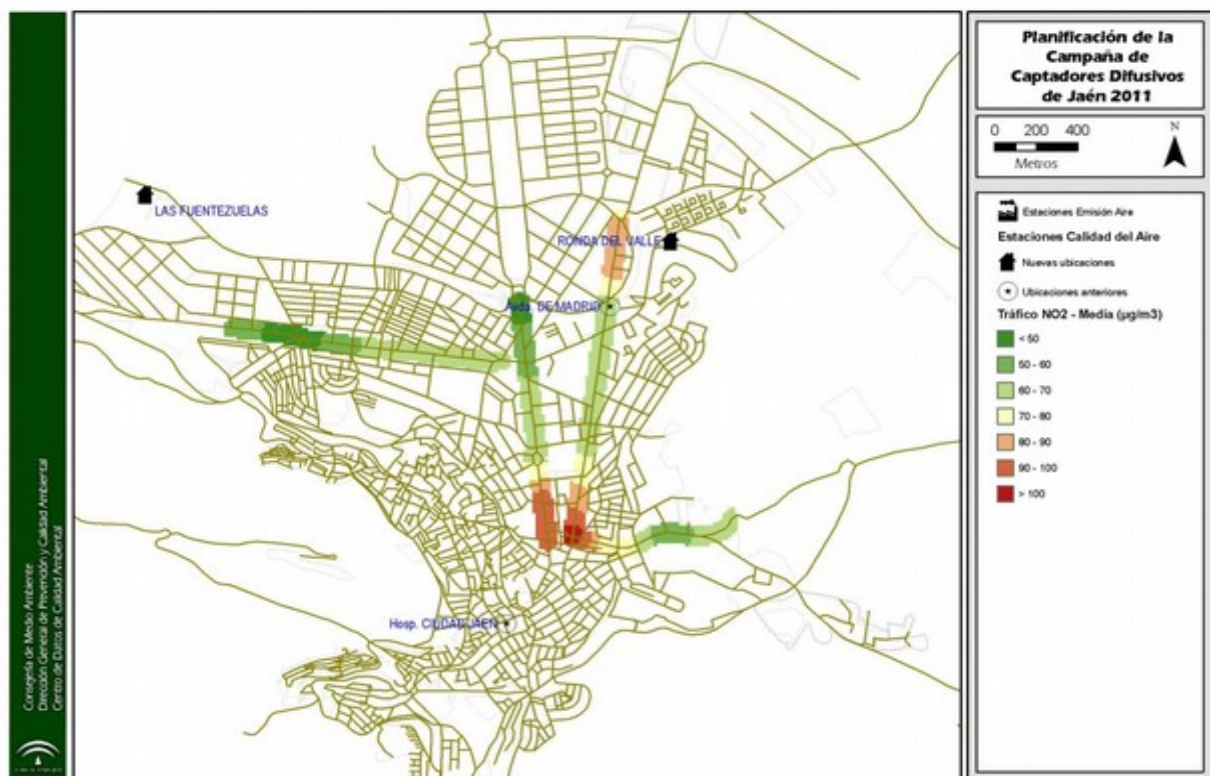 Planificación de la
Campaña de
Captadores Difusivos
de Jaén 2011
0 200 400
Metros
N
Estaciones Emisión Aire
Estaciones Calidad del Aire
Nuevas ubicaciones
Ubicaciones anteriores
Tráfico NO2 - Media (µg/m3)
< 50
50 - 60
60 - 70
70 - 80
80 - 90
90 - 100
> 100
LAS FUENTEZUELAS
RONDA DEL VALLE
Avda. DE MADRID
Hosp. CIUDAD JAEN
Consejería de Medio Ambiente
Dirección General de Prevención y Calidad Ambiental
Centro de Datos de Calidad Ambiental